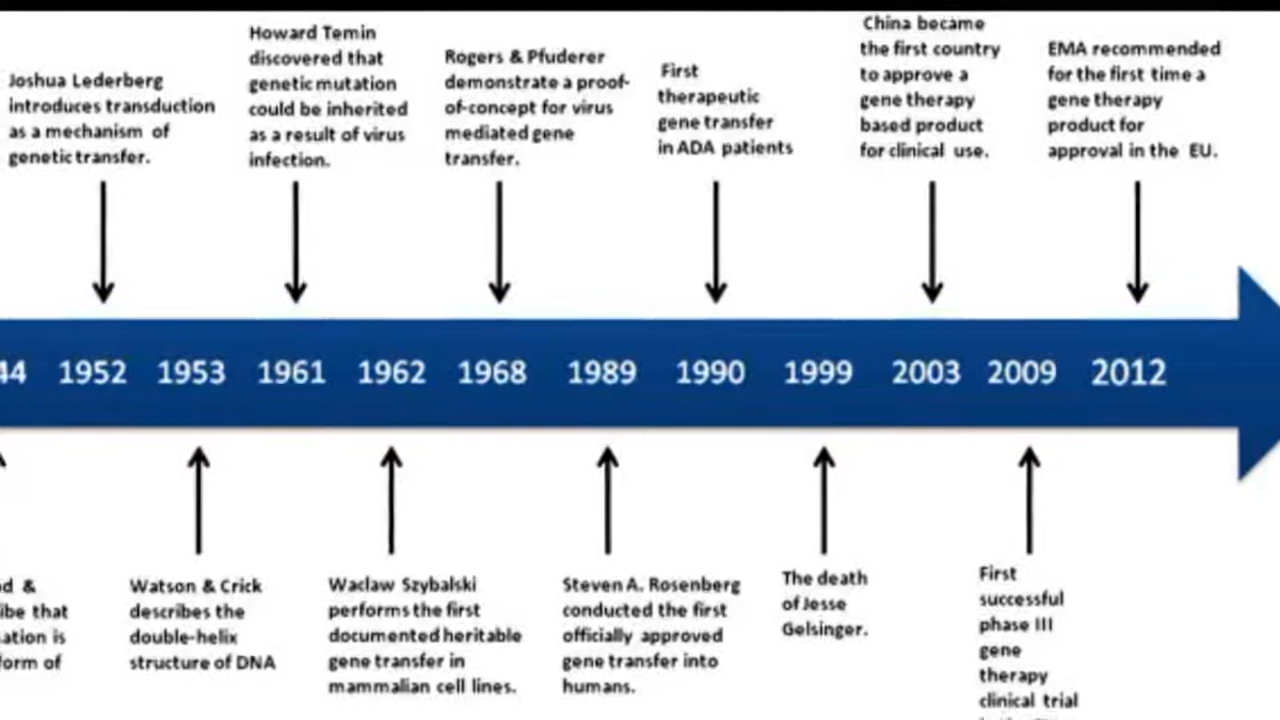 Joshua Lederberg
introduces transduction
as a mechanism of
genetic transfer.
Howard Temin
discovered that
genetic mutation
could be inherited
as a result of virus
infection.
Rogers & Pfuderer
demonstrate a proof-
of-concept for virus
mediated gene
transfer.
First
therapeutic
gene transfer
in ADA patients
China became
the first country
to approve a
gene therapy
based product
for clinical use.
EMA recommended
for the first time a
gene therapy
product for
approval in the EU.
44 1952 1953 1961 1962 1968 1989 1990 1999 2003 2009 2012
d &
ibe that
ation is
form of
Watson & Crick
describes the
double-helix
structure of DNA
Waclaw Szybalski
performs the first
documented heritable
gene transfer in
mammalian cell lines.
Steven A. Rosenberg
conducted the first
officially approved
gene transfer into
humans.
The death
of Jesse
Gelsinger.
First
successful
phase III
gene
therapy
clinical trial